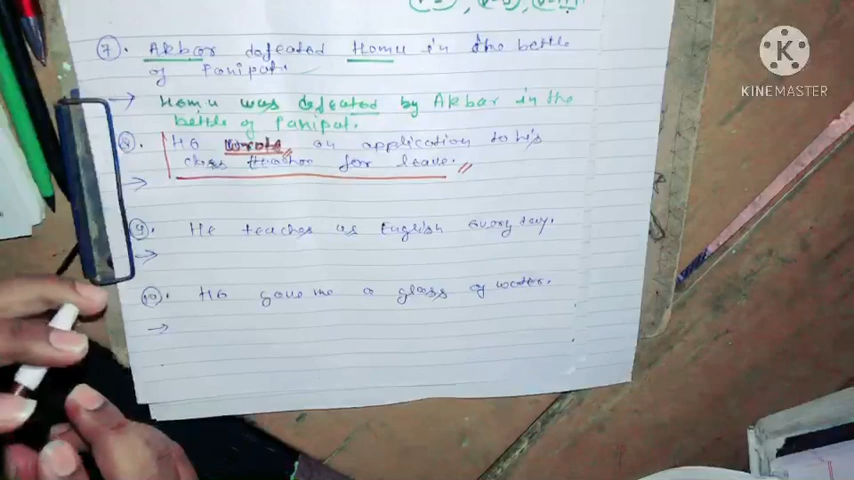 7. Akbar defeated Hemu in the battle
of Panipat.
→ Hemu was defeated by Akbar in the
battle of Panipat.
8. He wrote an application to his
class teacher for leave.
→
9. He teaches us English every day.
→
10. He gave me a glass of water.
→
KINEMASTER